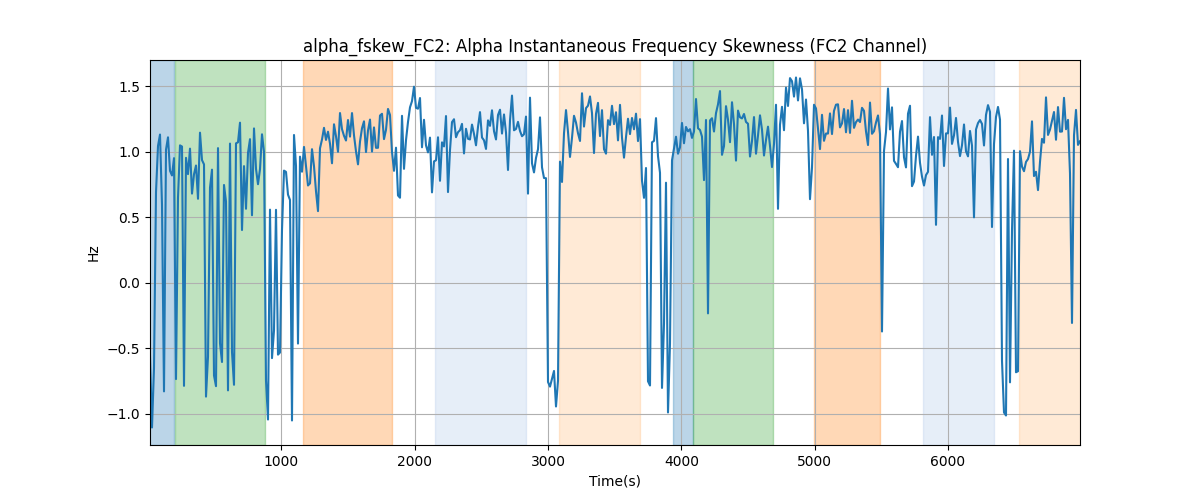 alpha_fskew_FC2: Alpha Instantaneous Frequency Skewness (FC2 Channel)
1.5
1.0
0.5
0.0
−0.5
−1.0
Hz
1000 2000 3000 4000 5000 6000
Time(s)